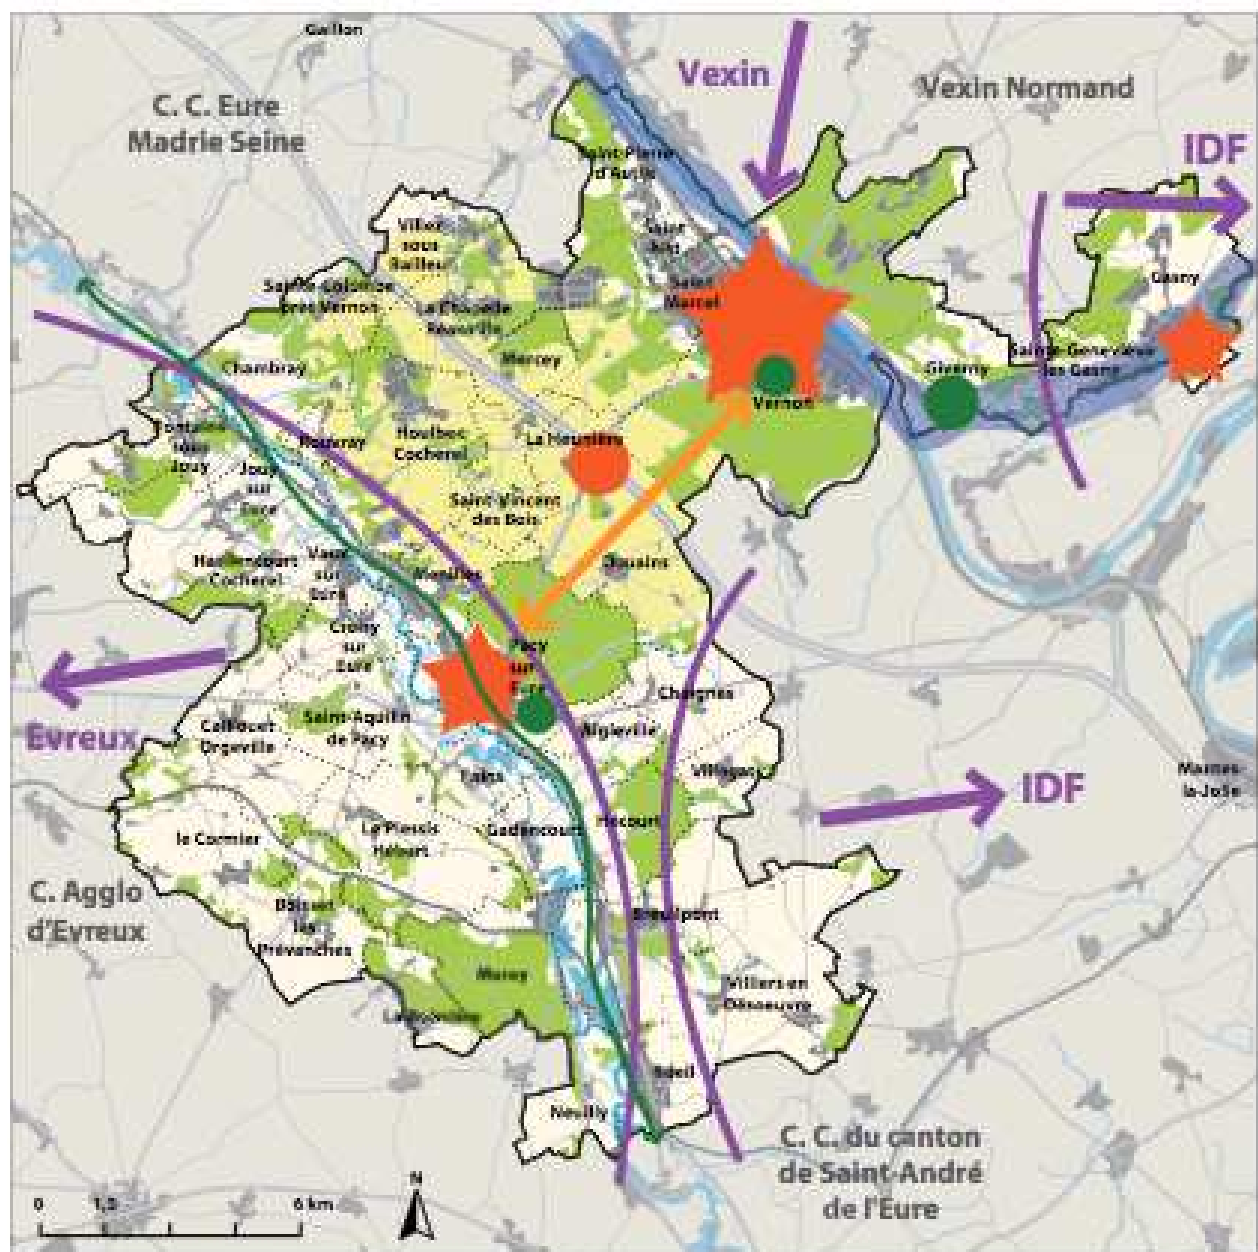 Gaillon
Vexin
Vexin Normand
C. C. Eure
Madrie Seine
IDF
Saint-Pierre
d'Autils
Villez
sous
Bailleul
Saint
Just
Gasny
Sainte-Colombe
près Vernon
Saint
Marcel
La Chapelle
Réanville
Mercey
Chambray
Giverny
Sainte-Geneviève
lès Gasny
Vernon
Fontaine
sous
Jouy
Rouvray
Houlbec
Cocherel
La Heunière
Jouy
sur
Eure
Saint-Vincent
des Bois
Hardencourt
Cocherel
Vaux
sur
Eure
Ménilles
Douains
Croisy
sur
Eure
Pacy
sur
Eure
Chaignes
Evreux
Caillouet
Orgeville
Saint-Aquilin
de Pacy
Aigleville
Fains
Villegats
Mantes-
la-Jolie
IDF
le Cormier
Le Plessis
Hébert
Gadencourt
Hécourt
C. Agglo
d'Evreux
Boisset
les
Prévanches
Breuilpont
Merey
Villiers en
Désoeuvre
La Boissière
Bueil
Neuilly
C. C. du canton
de Saint-André
de l'Eure
0 1,5 6 km
N